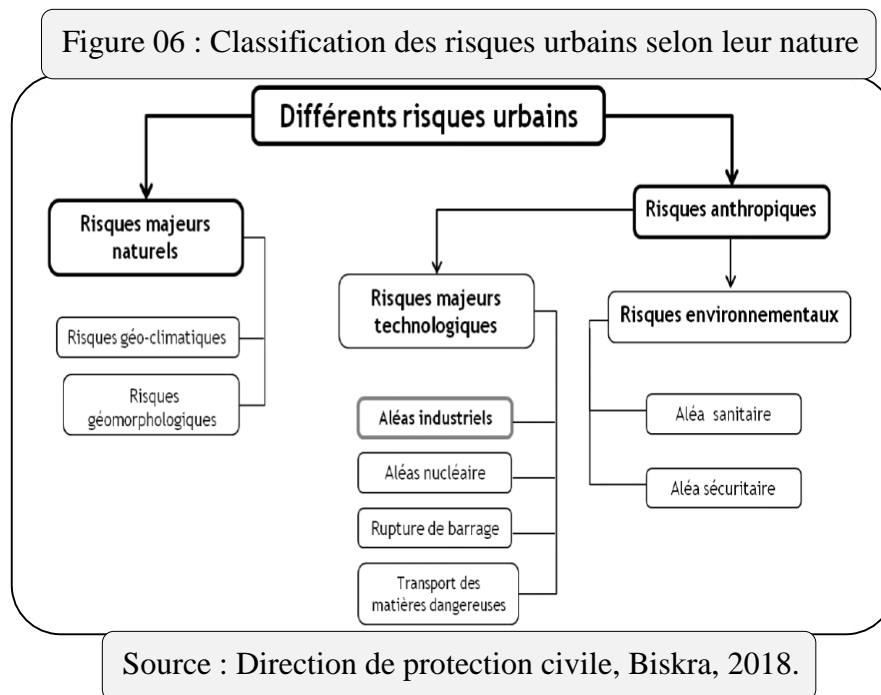 Figure 06 : Classification des risques urbains selon leur nature
Différents risques urbains
Risques majeurs
naturels
Risques géo-climatiques
Risques
géomorphologiques
Risques anthropiques
Risques majeurs
technologiques
Aléas industriels
Aléas nucléaire
Rupture de barrage
Transport des
matières dangereuses
Risques environnementaux
Aléa sanitaire
Aléa sécuritaire
Source : Direction de protection civile, Biskra, 2018.